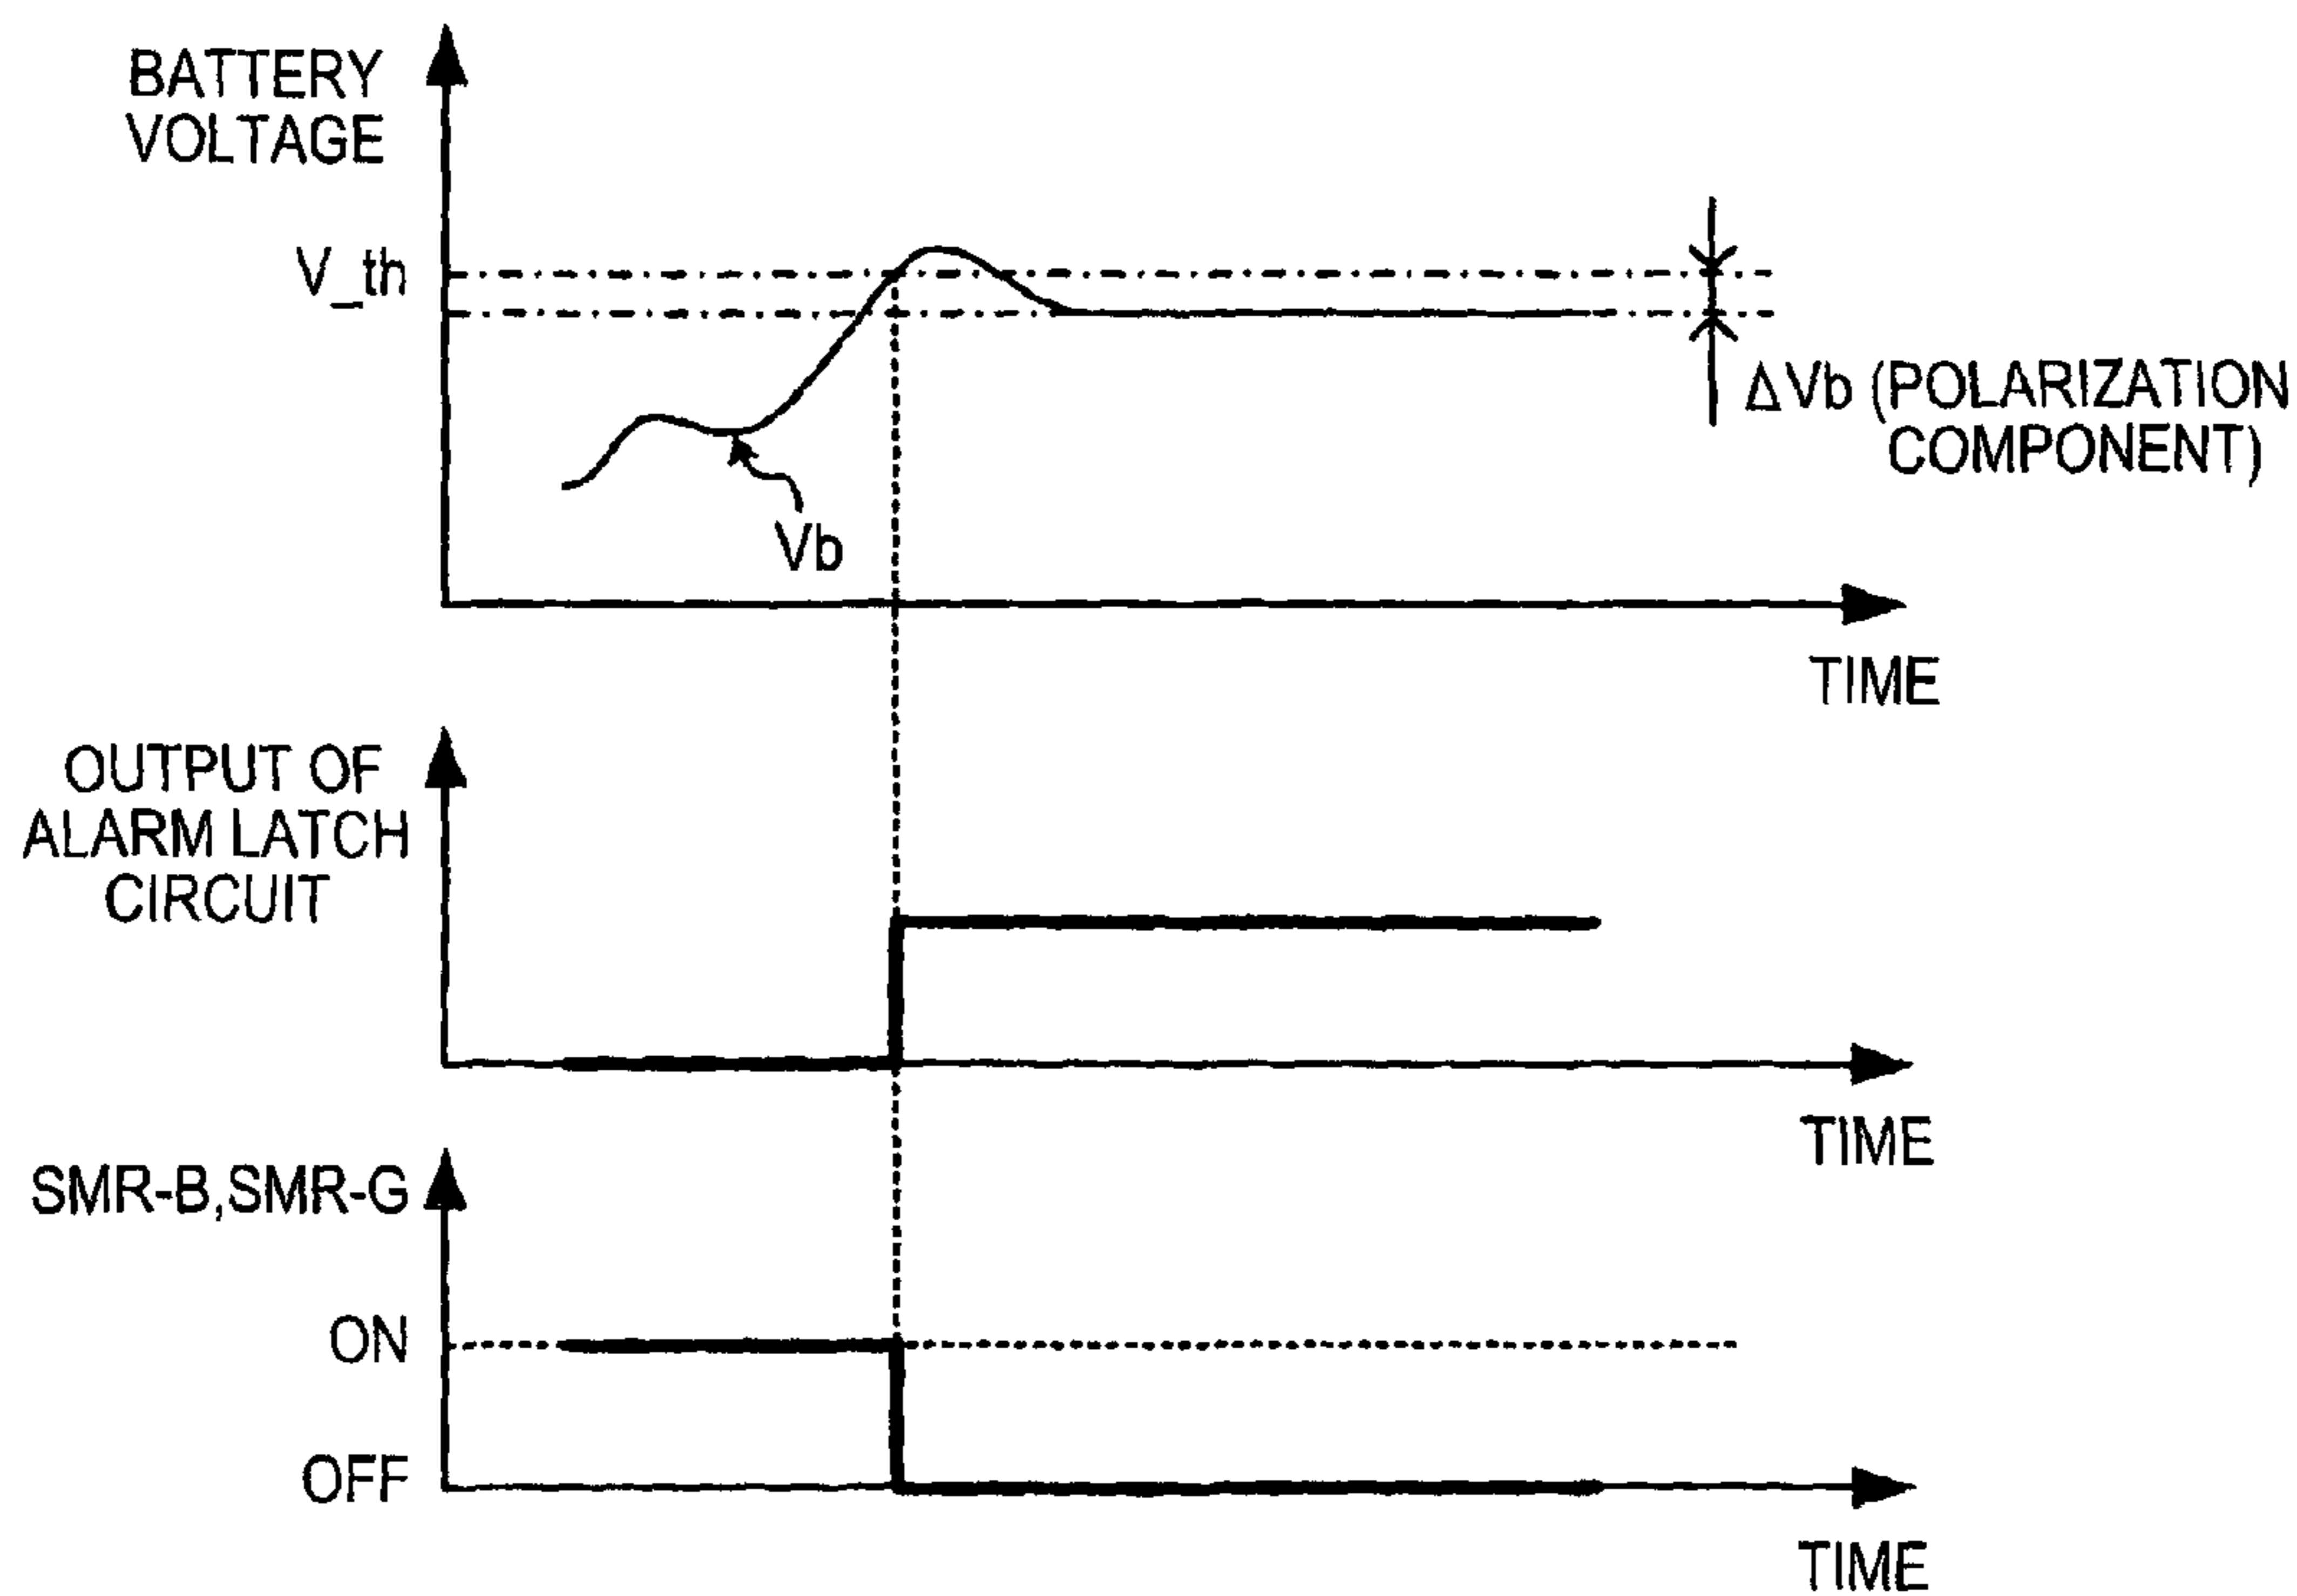 BATTERY
VOLTAGE
V_th
ΔVb (POLARIZATION
COMPONENT)
Vb
TIME
OUTPUT OF
ALARM LATCH
CIRCUIT
TIME
SMR-B,SMR-G
ON
OFF
TIME